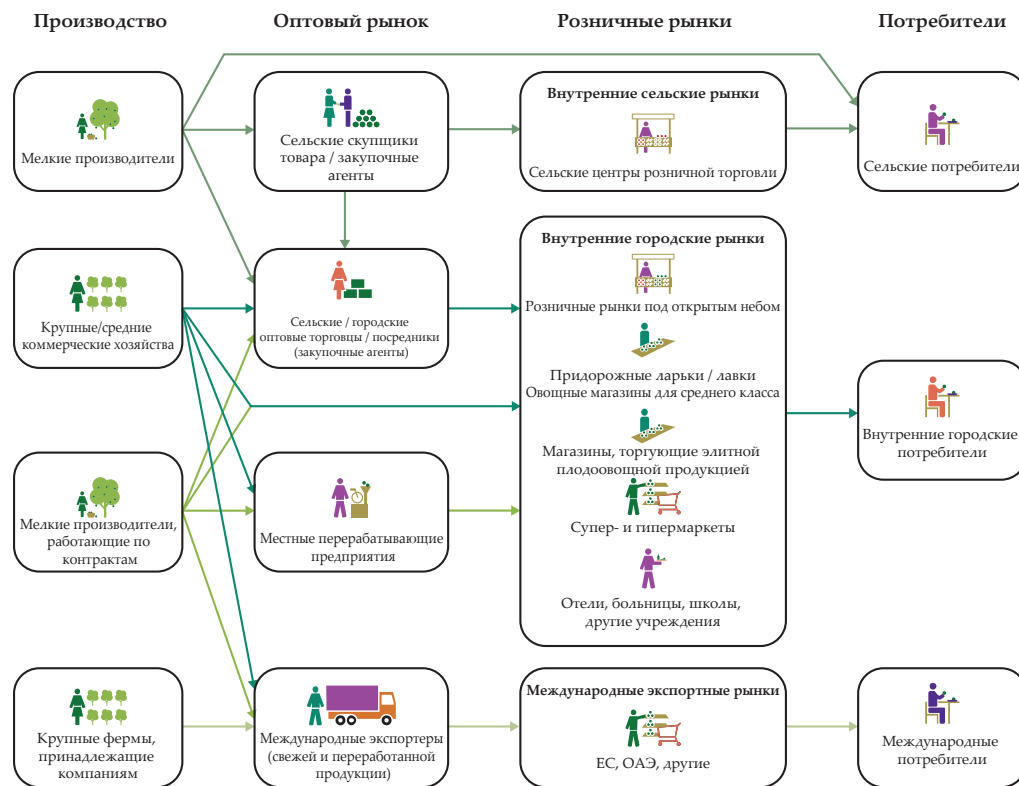 Производство
Оптовый рынок
Розничные рынки
Потребители
Мелкие производители
Сельские скупщики
товара / закупочные
агенты
Внутренние сельские рынки
Сельские центры розничной торговли
Сельские потребители
Крупные/средние
коммерческие хозяйства
Сельские / городские
оптовые торговцы / посредники
(закупочные агенты)
Внутренние городские рынки
Розничные рынки под открытым небом
Придорожные ларьки / лавки
Овощные магазины для среднего класса
Магазины, торгующие элитной
плодоовощной продукцией
Супер- и гипермаркеты
Отели, больницы, школы,
другие учреждения
Внутренние городские
потребители
Мелкие производители,
работающие по
контрактам
Местные перерабатывающие
предприятия
Крупные фермы,
принадлежащие
компаниям
Международные экспортеры
(свежей и переработанной
продукции)
Международные экспортные рынки
ЕС, ОАЭ, другие
Международные
потребители